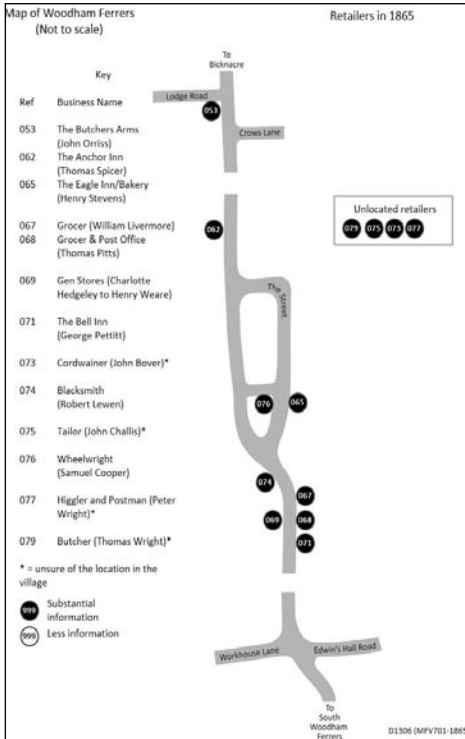 Map of Woodham Ferrers
(Not to scale)
Retailers in 1865
Key
Ref Business Name
053 The Butchers Arms
(John Orriss)
062 The Anchor Inn
(Thomas Spicer)
065 The Eagle Inn/Bakery
(Henry Stevens)
067 Grocer (William Livermore)
068 Grocer & Post Office
(Thomas Pitts)
069 Gen Stores (Charlotte
Hedgeley to Henry Weare)
071 The Bell Inn
(George Pettitt)
073 Cordwainer (John Bover)*
074 Blacksmith
(Robert Lewen)
075 Tailor (John Challis)*
076 Wheelwright
(Samuel Cooper)
077 Higgler and Postman (Peter
Wright)*
079 Butcher (Thomas Wright)*
* = unsure of the location in the
village
999 Substantial
information
999 Less information
To
Bicknacre
Lodge Road
053
Crows Lane
Unlocated retailers
079 075 073 077
062
The Street
076 065
074
067
069 068
071
Workhouse Lane
Edwin's Hall Road
To
South
Woodham
Ferrers
D1306 (MFV701-1865